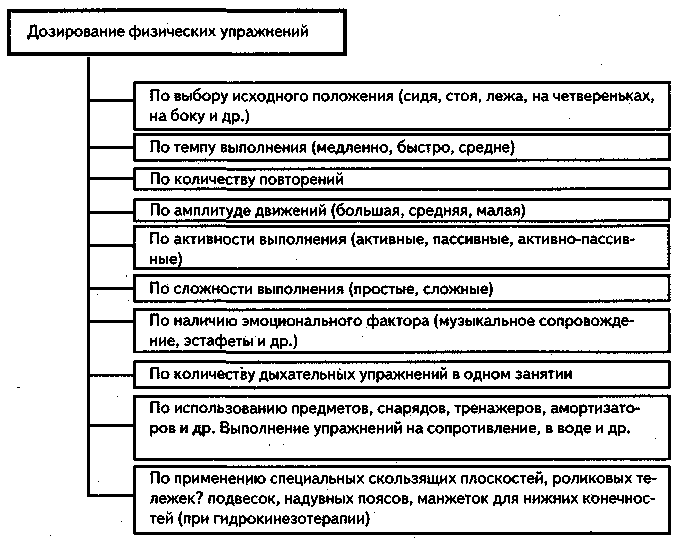 Дозирование физических упражнений
По выбору исходного положения (сидя, стоя, лежа, на четвереньках,
на боку и др.)
По темпу выполнения (медленно, быстро, средне)
По количеству повторений
По амплитуде движений (большая, средняя, малая)
По активности выполнения (активные, пассивные, активно-пассив-
ные)
По сложности выполнения (простые, сложные)
По наличию эмоционального фактора (музыкальное сопровожде-
ние, эстафеты и др.)
По количеству дыхательных упражнений в одном занятии
По использованию предметов, снарядов, тренажеров, амортизато-
ров и др. Выполнение упражнений на сопротивление, в воде и др.
По применению специальных скользящих плоскостей, роликовых те-
лежек? подвесок, надувных поясов, манжеток для нижних конечнос-
тей (при гидрокинезотерапии)